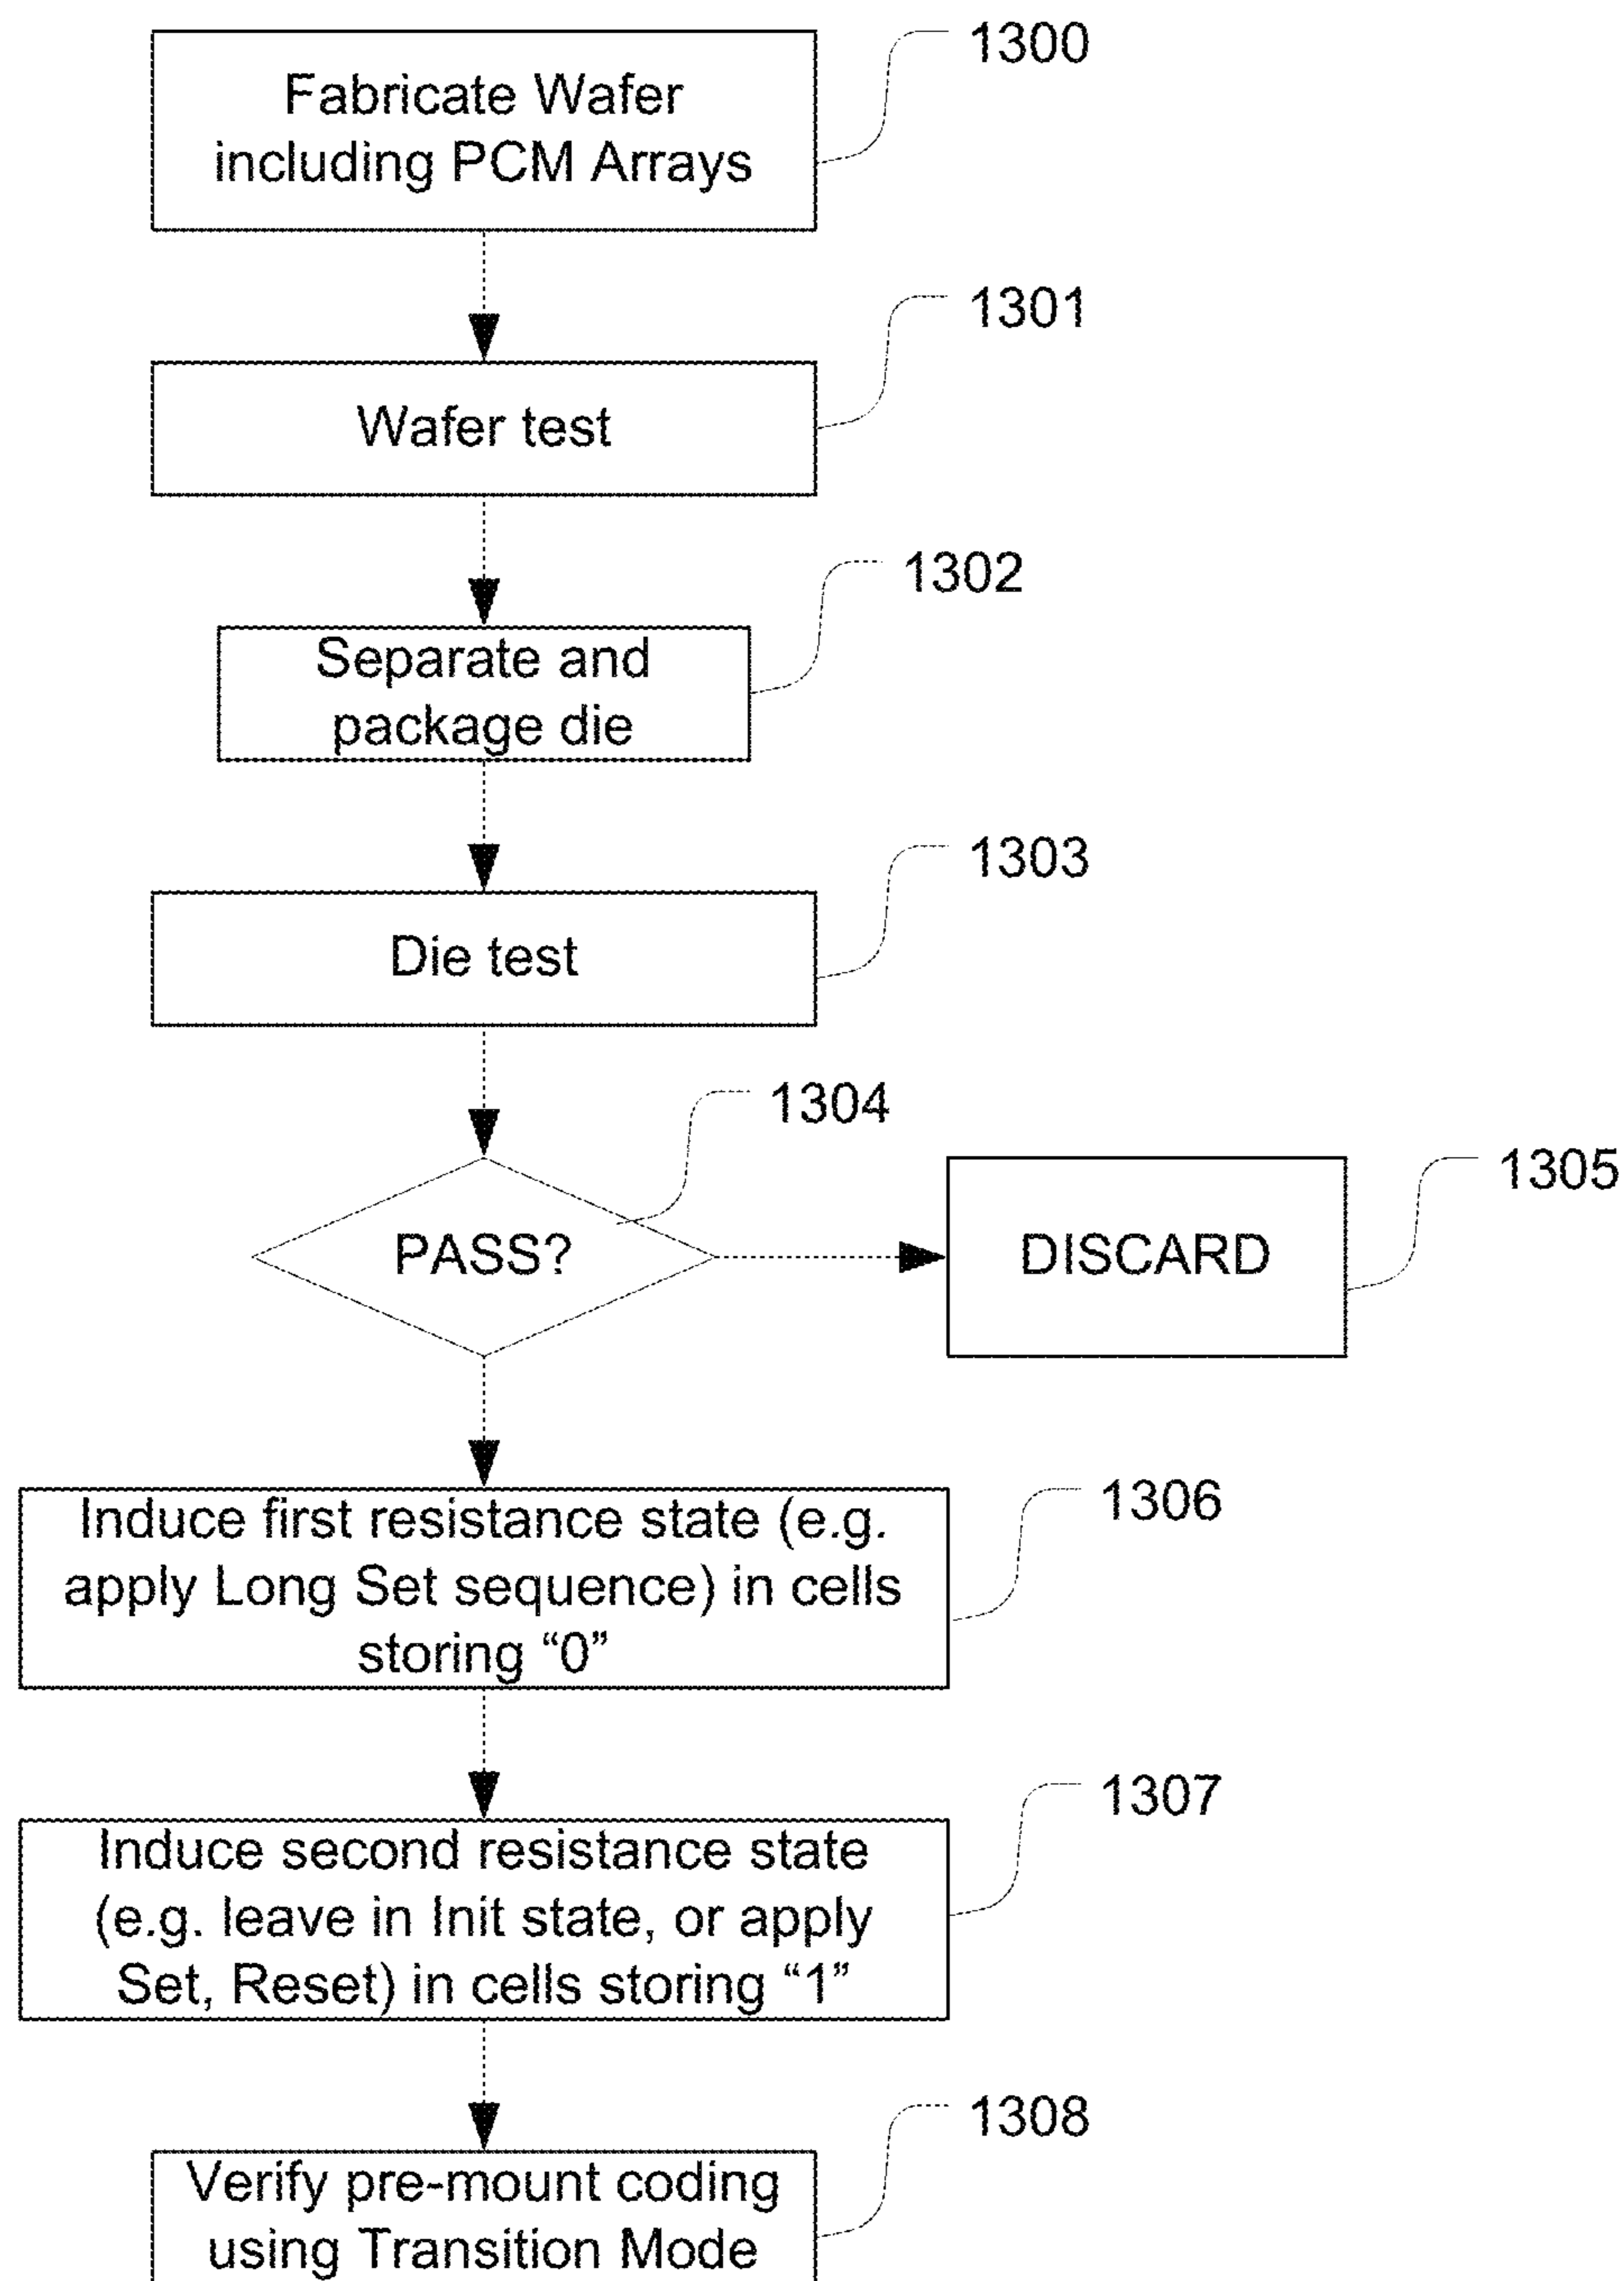 1300
Fabricate Wafer
including PCM Arrays
1301
Wafer test
1302
Separate and
package die
1303
Die test
1304
PASS?
1305
DISCARD
1306
Induce first resistance state (e.g.
apply Long Set sequence) in cells
storing “0”
1307
Induce second resistance state
(e.g. leave in Init state, or apply
Set, Reset) in cells storing “1”
1308
Verify pre-mount coding
using Transition Mode